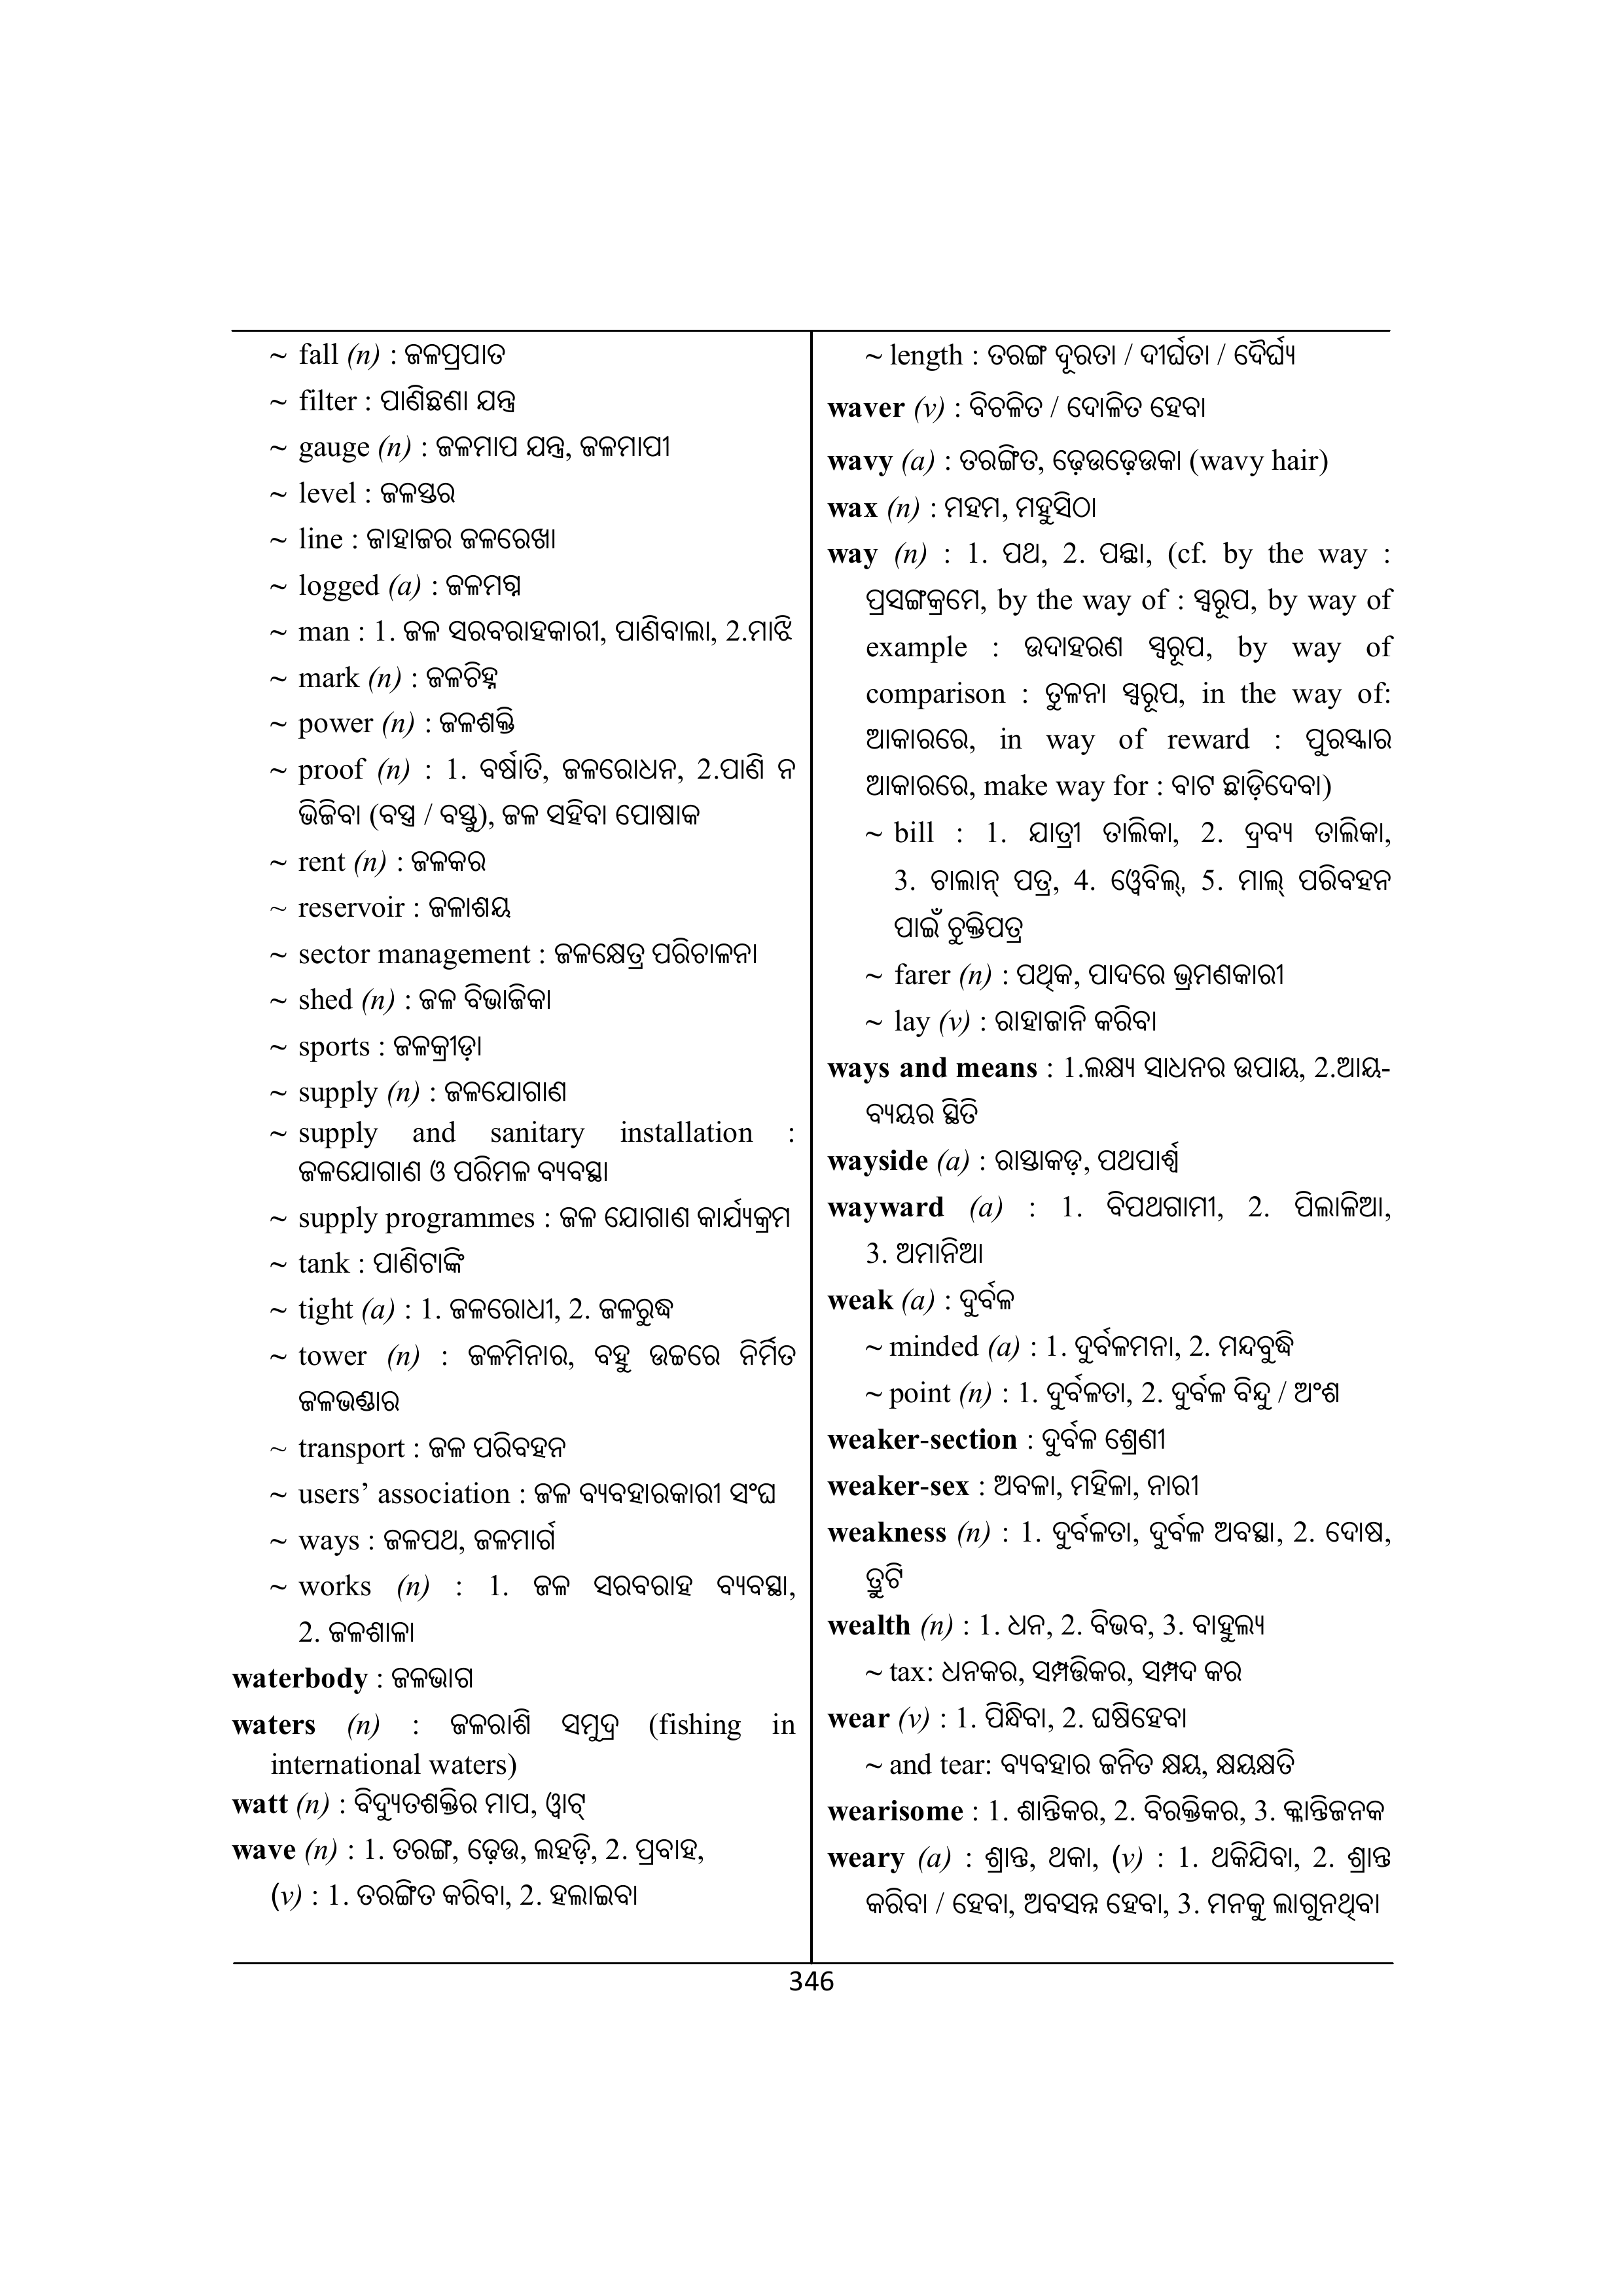 ~ fall (n) : ଜଳପ୍ରପାତ
~ filter : ପାଣିଛଣା ଯନ୍ତ୍ର
~ gauge (n) : ଜଳମାପ ଯନ୍ତ୍ର, ଜଳମାପୀ
~ level : ଜଳସ୍ତର
~ line : ଜାହାଜର ଜଳରେଖା
~ logged (a) : ଜଳମଗ୍ନ
~ man : 1. ଜଳ ସରବରାହକାରୀ, ପାଣିବାଲା, 2.ମାଝି
~ mark (n) : ଜଳଚିହ୍ନ
~ power (n) : ଜଳଶକ୍ତି
~ proof (n) : 1. ବର୍ଷାତି, ଜଳରୋଧନ, 2.ପାଣି ନ
ଭିଜିବା (ବସ୍ତ୍ର / ବସ୍ତୁ), ଜଳ ସହିବା ପୋଷାକ
~ rent (n) : ଜଳକର
~ reservoir : ଜଳାଶୟ
~ sector management : ଜଳକ୍ଷେତ୍ର ପରିଚାଳନା
~ shed (n) : ଜଳ ବିଭାଜିକା
~ sports : ଜଳକ୍ରୀଡ଼ା
~ supply (n) : ଜଳଯୋଗାଣ
~ supply and sanitary installation :
ଜଳଯୋଗାଣ ଓ ପରିମଳ ବ୍ୟବସ୍ଥା
~ supply programmes : ଜଳ ଯୋଗାଣ କାର୍ଯ୍ୟକ୍ରମ
~ tank : ପାଣିଟାଙ୍କି
~ tight (a) : 1. ଜଳରୋଧୀ, 2. ଜଳରୁଦ୍ଧ
~ tower (n) : ଜଳମିନାର, ବହୁ ଉଚ୍ଚରେ ନିର୍ମିତ
ଜଳଭଣ୍ଡାର
~ transport : ଜଳ ପରିବହନ
~ users’ association : ଜଳ ବ୍ୟବହାରକାରୀ ସଂଘ
~ ways : ଜଳପଥ, ଜଳମାର୍ଗ
~ works (n) : 1. ଜଳ ସରବରାହ ବ୍ୟବସ୍ଥା,
2. ଜଳଶାଳା
waterbody : ଜଳଭାଗ
waters (n) : ଜଳରାଶି ସମୁଦ୍ର (fishing in
international waters)
watt (n) : ବିଦ୍ୟୁତଶକ୍ତିର ମାପ, ୱାଟ୍
wave (n) : 1. ତରଙ୍ଗ, ଢ଼େଉ, ଲହଡ଼ି, 2. ପ୍ରବାହ,
(v) : 1. ତରଙ୍ଗିତ କରିବା, 2. ହଲାଇବା
~ length : ତରଙ୍ଗ ଦୂରତା / ଦୀର୍ଘତା / ଦୈର୍ଘ୍ୟ
waver (v) : ବିଚଳିତ / ଦୋଳିତ ହେବା
wavy (a) : ତରଙ୍ଗିତ, ଢ଼େଉଢ଼େଉକା (wavy hair)
wax (n) : ମହମ, ମହୁସିଠା
way (n) : 1. ପଥ, 2. ପନ୍ଥା, (cf. by the way :
ପ୍ରସଙ୍ଗକ୍ରମେ, by the way of : ସ୍ୱରୂପ, by way of
example : ଉଦାହରଣ ସ୍ୱରୂପ, by way of
comparison : ତୁଳନା ସ୍ୱରୂପ, in the way of:
ଆକାରରେ, in way of reward : ପୁରସ୍କାର
ଆକାରରେ, make way for : ବାଟ ଛାଡ଼ିଦେବା)
~ bill : 1. ଯାତ୍ରୀ ତାଲିକା, 2. ଦ୍ରବ୍ୟ ତାଲିକା,
3. ଚାଲାନ୍ ପତ୍ର, 4. ୱେବିଲ୍, 5. ମାଲ୍ ପରିବହନ
ପାଇଁ ଚୁକ୍ତିପତ୍ର
~ farer (n) : ପଥିକ, ପାଦରେ ଭ୍ରମଣକାରୀ
~ lay (v) : ରାହାଜାନି କରିବା
ways and means : 1.ଲକ୍ଷ୍ୟ ସାଧନର ଉପାୟ, 2.ଆୟ-
ବ୍ୟୟର ସ୍ଥିତି
wayside (a) : ରାସ୍ତାକଡ଼, ପଥପାର୍ଶ୍ୱ
wayward (a) : 1. ବିପଥଗାମୀ, 2. ପିଲାଳିଆ,
3. ଅମାନିଆ
weak (a) : ଦୁର୍ବଳ
~ minded (a) : 1. ଦୁର୍ବଳମନା, 2. ମନ୍ଦବୁଦ୍ଧି
~ point (n) : 1. ଦୁର୍ବଳତା, 2. ଦୁର୍ବଳ ବିନ୍ଦୁ / ଅଂଶ
weaker-section : ଦୁର୍ବଳ ଶ୍ରେଣୀ
weaker-sex : ଅବଳା, ମହିଳା, ନାରୀ
weakness (n) : 1. ଦୁର୍ବଳତା, ଦୁର୍ବଳ ଅବସ୍ଥା, 2. ଦୋଷ,
ତ୍ରୁଟି
wealth (n) : 1. ଧନ, 2. ବିଭବ, 3. ବାହୁଲ୍ୟ
~ tax: ଧନକର, ସମ୍ପତ୍ତିକର, ସମ୍ପଦ କର
wear (v) : 1. ପିନ୍ଧିବା, 2. ଘଷିହେବା
~ and tear: ବ୍ୟବହାର ଜନିତ କ୍ଷୟ, କ୍ଷୟକ୍ଷତି
wearisome : 1. ଶାନ୍ତିକର, 2. ବିରକ୍ତିକର, 3. କ୍ଳାନ୍ତିଜନକ
weary (a) : ଶ୍ରାନ୍ତ, ଥକା, (v) : 1. ଥକିଯିବା, 2. ଶ୍ରାନ୍ତ
କରିବା / ହେବା, ଅବସନ୍ନ ହେବା, 3. ମନକୁ ଲାଗୁନଥିବା
346